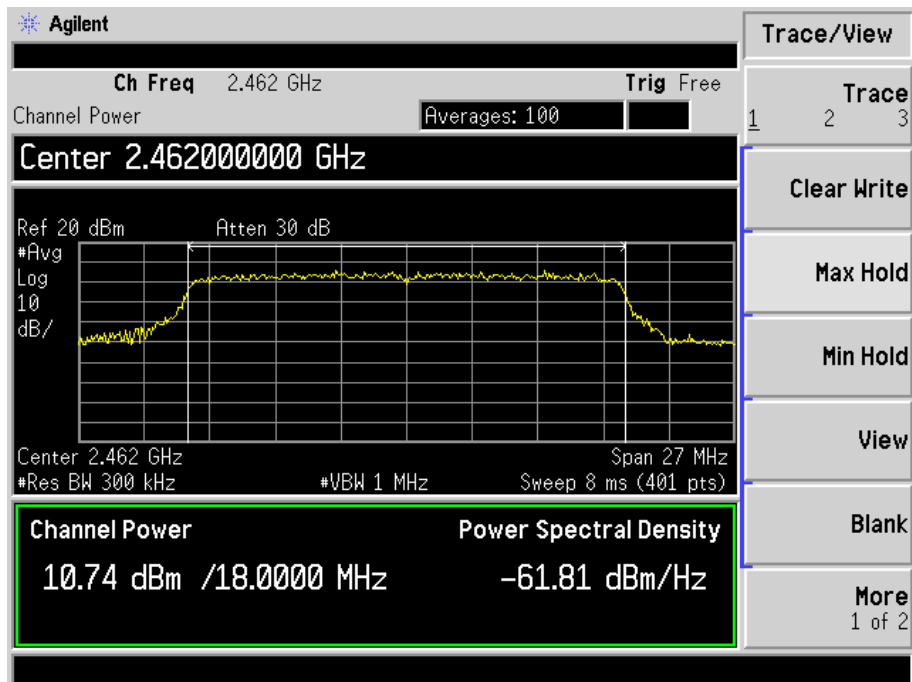 Agilent
Trace/View
Ch Freq 2.462 GHz Trig Free
Channel Power Averages: 100
Trace
1 2 3
Center 2.462000000 GHz
Clear Write
Ref 20 dBm Atten 30 dB
#Avg
Log
10
dB/
Max Hold
Min Hold
View
Center 2.462 GHz Span 27 MHz
#Res BW 300 kHz #VBW 1 MHz Sweep 8 ms (401 pts)
Channel Power Power Spectral Density
10.74 dBm /18.0000 MHz -61.81 dBm/Hz
Blank
More
1 of 2